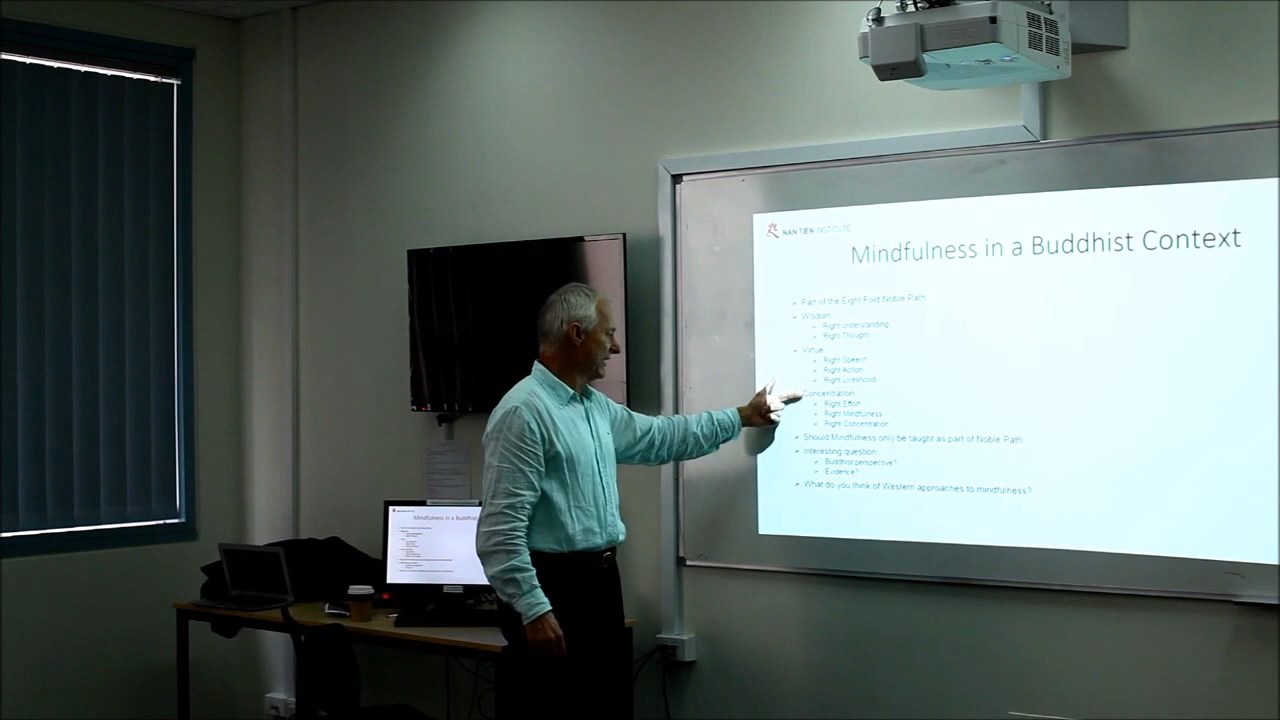 NAN TIEN INSTITUTE
Mindfulness in a Buddhist Context
Part of the Eight Fold Noble Path
Wisdom
Right understanding
Right Thought
Virtue
Right Speech
Right Action
Right Livelihood
Concentration
Right Effort
Right Mindfulness
Right Concentration
Should Mindfulness only be taught as part of Noble Path
Interesting question
Buddhist perspective?
Evidence?
What do you think of Western approaches to mindfulness?
Mindfulness in a Buddhist